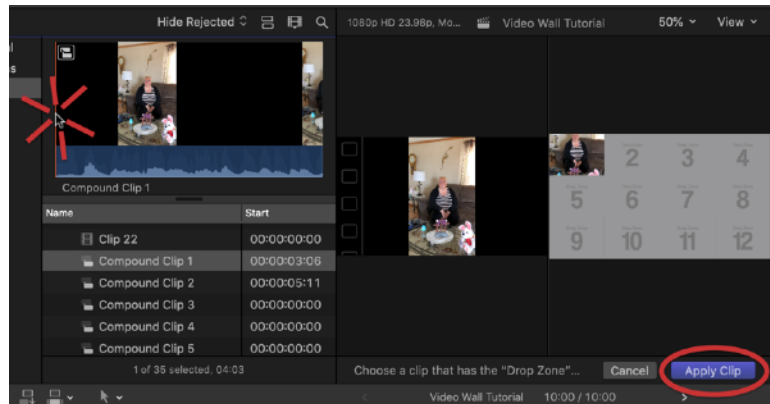 Hide Rejected
1080p HD 23.98p, Mo...
Video Wall Tutorial
50%
View
s
Compound Clip 1
Name
Start
Clip 22
00:00:00:00
Compound Clip 1
00:00:03:06
Compound Clip 2
00:00:05:11
Compound Clip 3
00:00:00:00
Compound Clip 4
00:00:00:00
Compound Clip 5
00:00:00:00
1 of 35 selected, 04:03
2
3
4
5
6
7
8
9
10
11
12
Choose a clip that has the "Drop Zone"...
Cancel
Apply Clip
Video Wall Tutorial
10:00 / 10:00